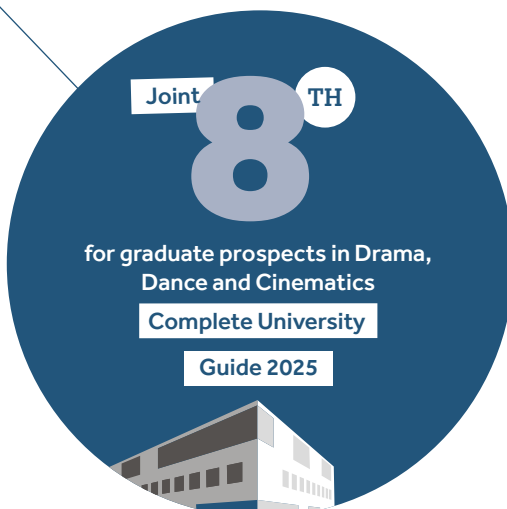 Joint 8 TH
for graduate prospects in Drama,
Dance and Cinematics
Complete University
Guide 2025